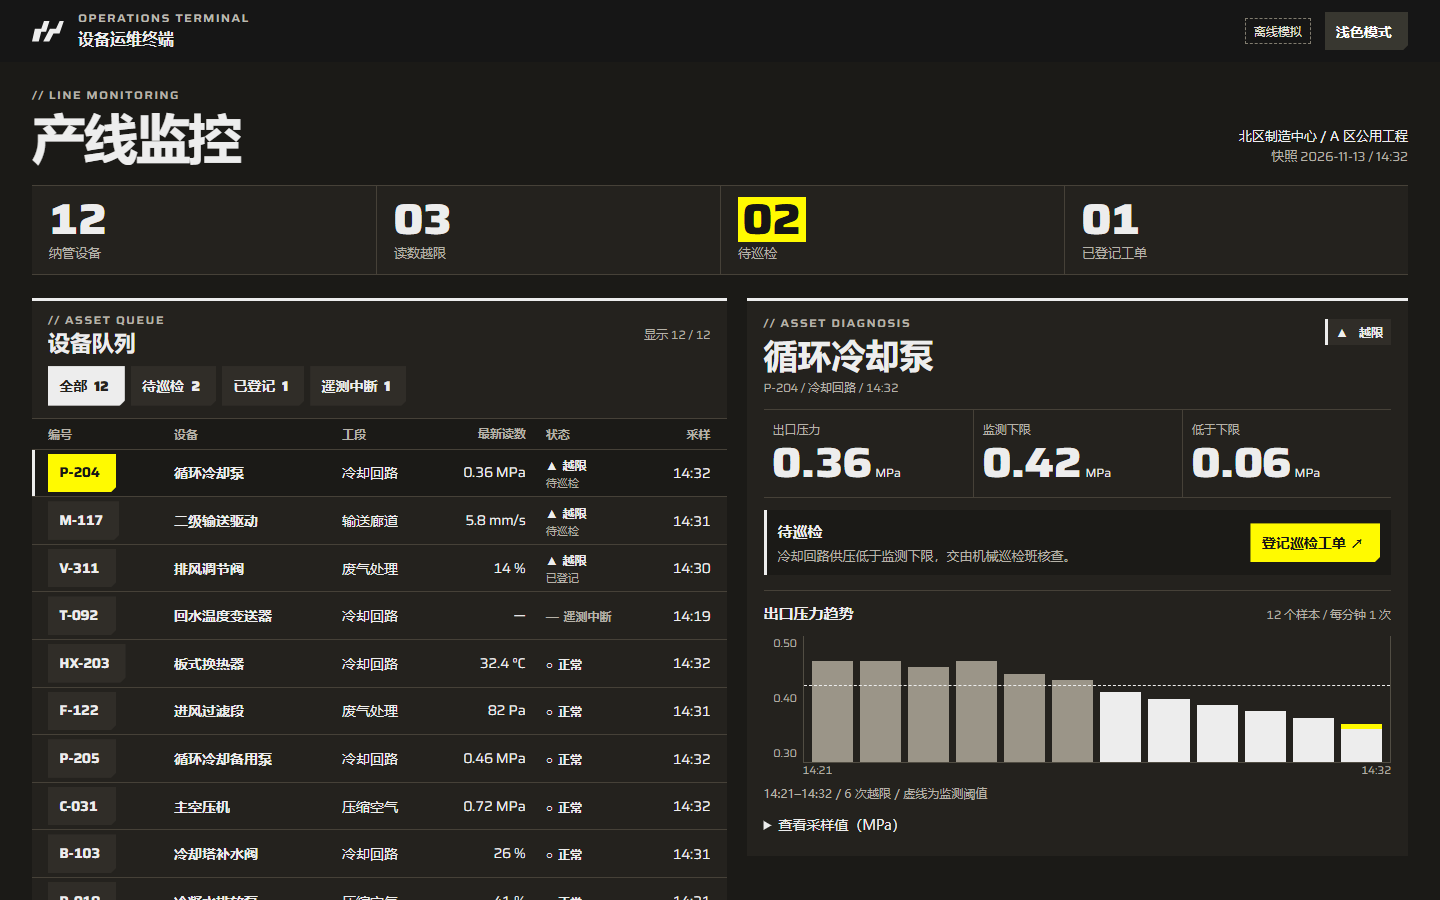 OPERATIONS TERMINAL
设备运维终端
离线模拟
浅色模式
// LINE MONITORING
产线监控
北区制造中心 / A 区公用工程
快照 2026-11-13 / 14:32
12
纳管设备
03
读数越限
02
待巡检
01
已登记工单
// ASSET QUEUE
设备队列
显示 12 / 12
全部 12
待巡检 2
已登记 1
遥测中断 1
编号 设备 工段 最新读数 状态 采样
P-204 循环冷却泵 冷却回路 0.36 MPa ▲ 越限 待巡检 14:32
M-117 二级输送驱动 输送廊道 5.8 mm/s ▲ 越限 待巡检 14:31
V-311 排风调节阀 废气处理 14 % ▲ 越限 已登记 14:30
T-092 回水温度变送器 冷却回路 — — 遥测中断 14:19
HX-203 板式换热器 冷却回路 32.4 °C ○ 正常 14:32
F-122 进风过滤段 废气处理 82 Pa ○ 正常 14:31
P-205 循环冷却备用泵 冷却回路 0.46 MPa ○ 正常 14:32
C-031 主空压机 压缩空气 0.72 MPa ○ 正常 14:32
B-103 冷却塔补水阀 冷却回路 26 % ○ 正常 14:31
// ASSET DIAGNOSIS
循环冷却泵
P-204 / 冷却回路 / 14:32
▲ 越限
出口压力
0.36 MPa
监测下限
0.42 MPa
低于下限
0.06 MPa
待巡检
冷却回路供压低于监测下限，交由机械巡检班核查。
登记巡检工单 ↗
出口压力趋势
12 个样本 / 每分钟 1 次
0.50
0.40
0.30
14:21
14:32
14:21–14:32 / 6 次越限 / 虚线为监测阈值
▶ 查看采样值（MPa）